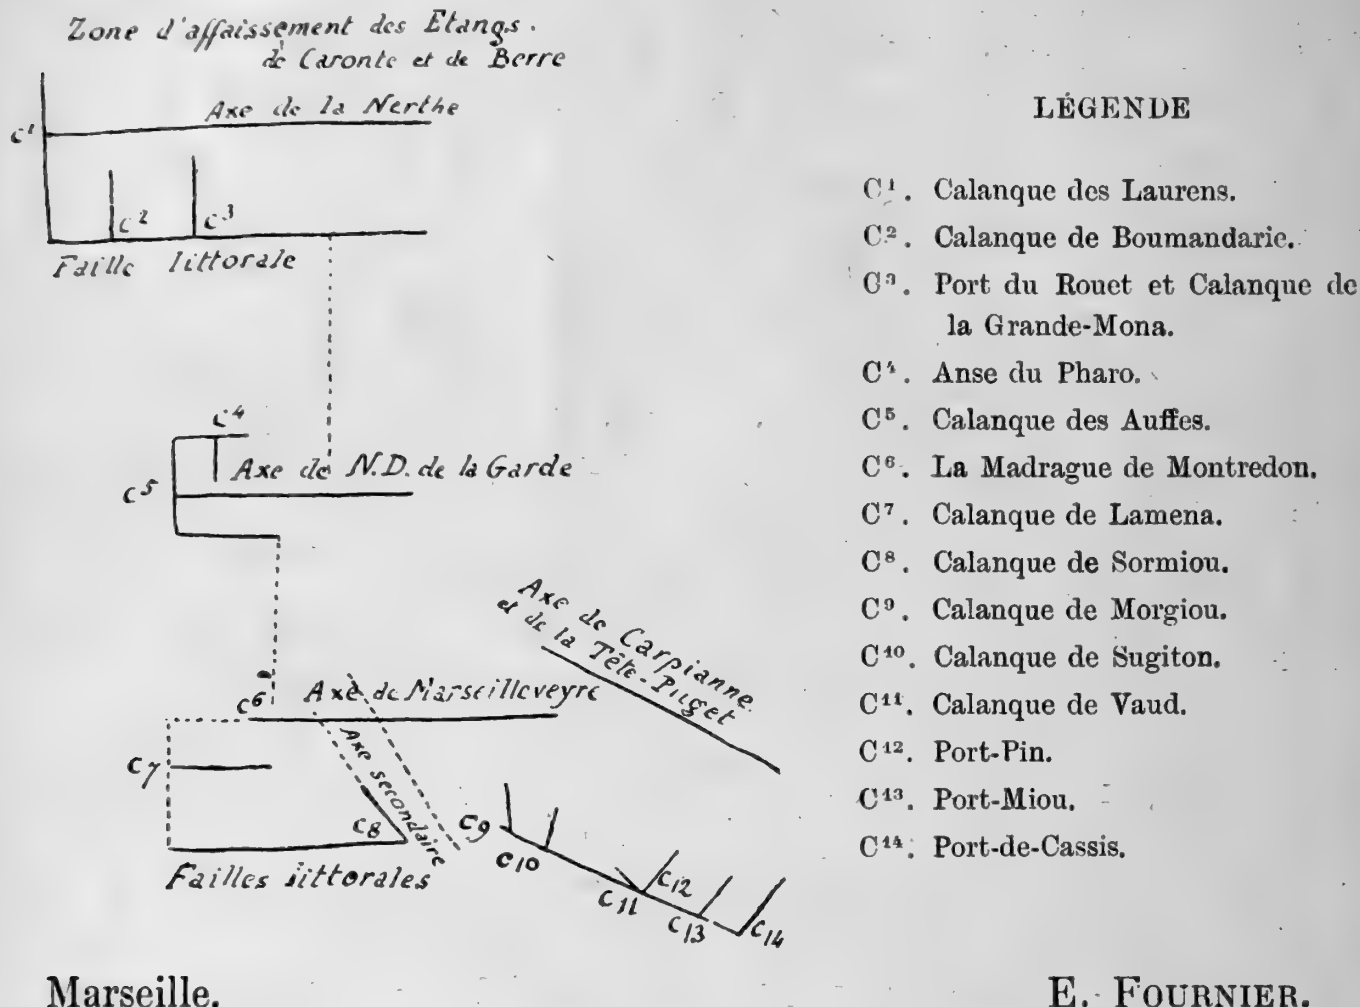 Zone d'affaissement des Etangs.
de Caronte et de Berre
Axe de la Nerthe
C¹
C²
C³
Faille littorale
C⁴
Axe de N.D. de la Garde
C⁵
Axe de Carpianne
et de la Tête-Puget
C⁶
Axe de Marseilleveyre
Axe secondaire
C7
C8
Failles littorales
C9
C10
C11
C12
C13
C14
LÉGENDE
C¹. Calanque des Laurens.
C². Calanque de Boumandarie.
C³. Port du Rouet et Calanque de
la Grande-Mona.
C⁴. Anse du Pharo.
C⁵. Calanque des Auffes.
C⁶. La Madrague de Montredon.
C⁷. Calanque de Lamena.
C⁸. Calanque de Sormiou.
C⁹. Calanque de Morgiou.
C¹⁰. Calanque de Sugiton.
C¹¹. Calanque de Vaud.
C¹². Port-Pin.
C¹³. Port-Miou.
C¹⁴. Port-de-Cassis.
Marseille. E. FOURNIER.